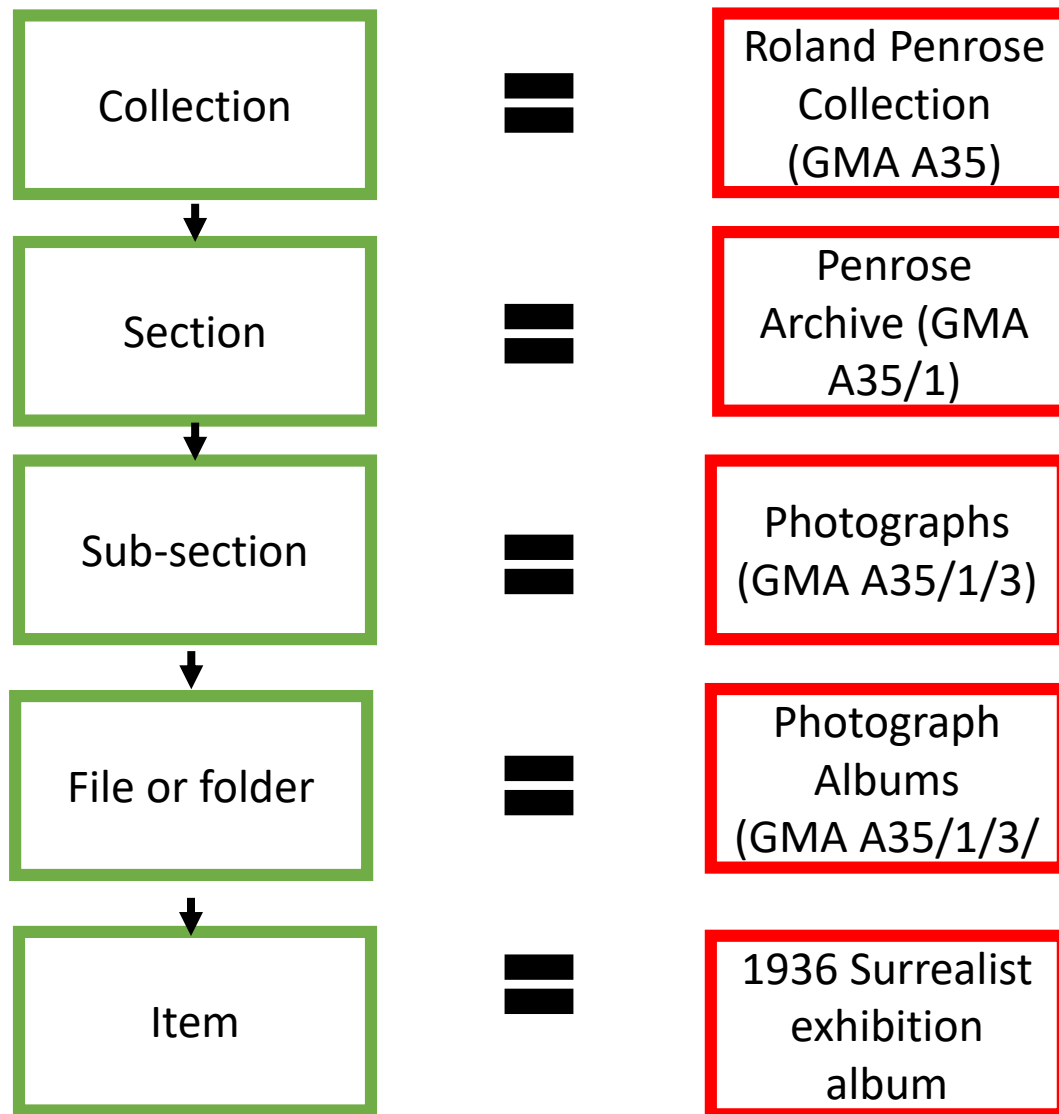 Collection
Roland Penrose
Collection
(GMA A35)
Section
Penrose
Archive (GMA
A35/1)
Sub-section
Photographs
(GMA A35/1/3)
File or folder
Photograph
Albums
(GMA A35/1/3/
Item
1936 Surrealist
exhibition
album